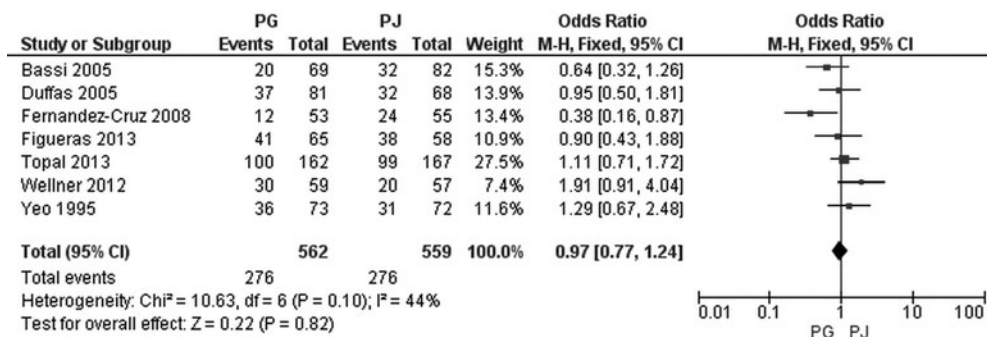 PG PJ Odds Ratio Odds Ratio
Study or Subgroup Events Total Events Total Weight M-H, Fixed, 95% CI M-H, Fixed, 95% CI
Bassi 2005 20 69 32 82 15.3% 0.64 [0.32, 1.26]
Duffas 2005 37 81 32 68 13.9% 0.95 [0.50, 1.81]
Fernandez-Cruz 2008 12 53 24 55 13.4% 0.38 [0.16, 0.87]
Figueras 2013 41 65 38 58 10.9% 0.90 [0.43, 1.88]
Topal 2013 100 162 99 167 27.5% 1.11 [0.71, 1.72]
Wellner 2012 30 59 20 57 7.4% 1.91 [0.91, 4.04]
Yeo 1995 36 73 31 72 11.6% 1.29 [0.67, 2.48]
Total (95% CI) 562 559 100.0% 0.97 [0.77, 1.24]
Total events 276 276
Heterogeneity: Chi² = 10.63, df = 6 (P = 0.10); I² = 44%
Test for overall effect: Z = 0.22 (P = 0.82)
0.01 0.1 1 10 100
PG PJ